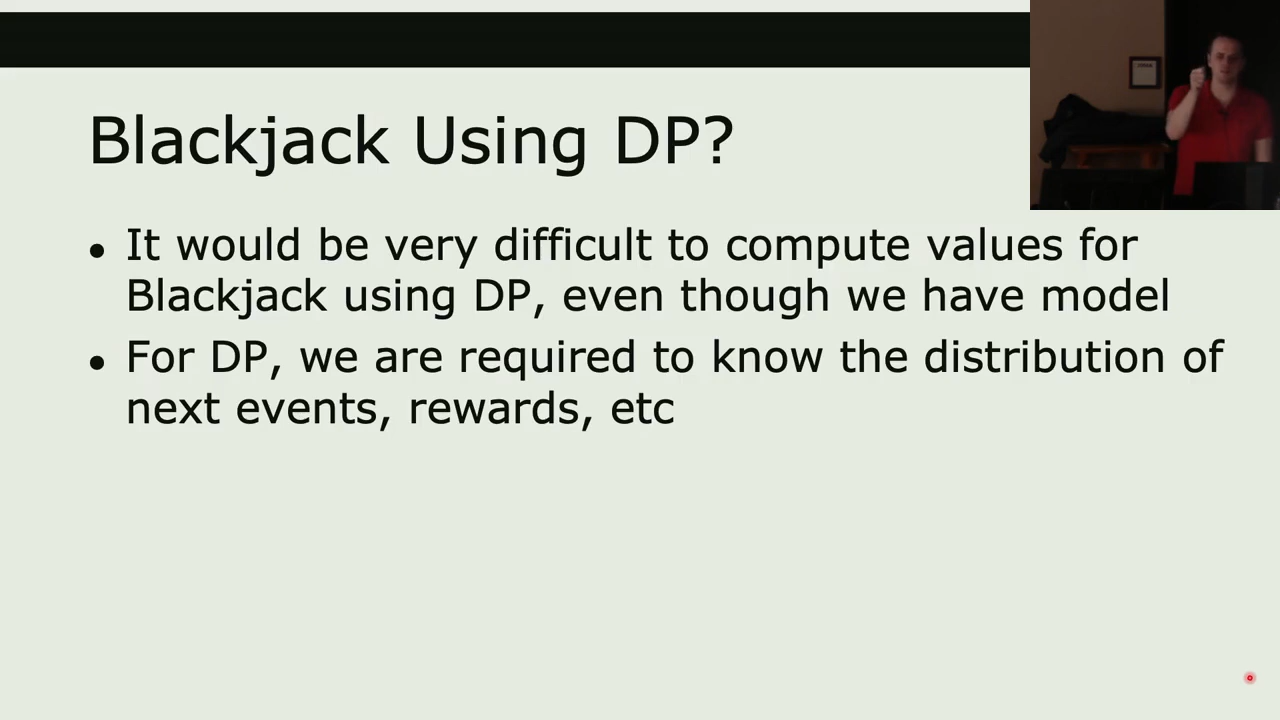 Blackjack Using DP?
• It would be very difficult to compute values for
Blackjack using DP, even though we have model
• For DP, we are required to know the distribution of
next events, rewards, etc